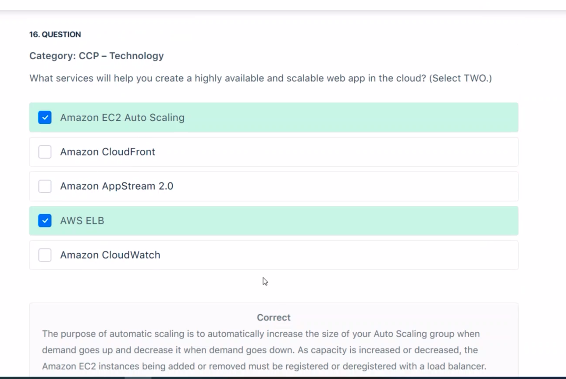 16. QUESTION
Category: CCP – Technology
What services will help you create a highly available and scalable web app in the cloud? (Select TWO.)
Amazon EC2 Auto Scaling
Amazon CloudFront
Amazon AppStream 2.0
AWS ELB
Amazon CloudWatch
Correct
The purpose of automatic scaling is to automatically increase the size of your Auto Scaling group when
demand goes up and decrease it when demand goes down. As capacity is increased or decreased, the
Amazon EC2 instances being added or removed must be registered or deregistered with a load balancer.